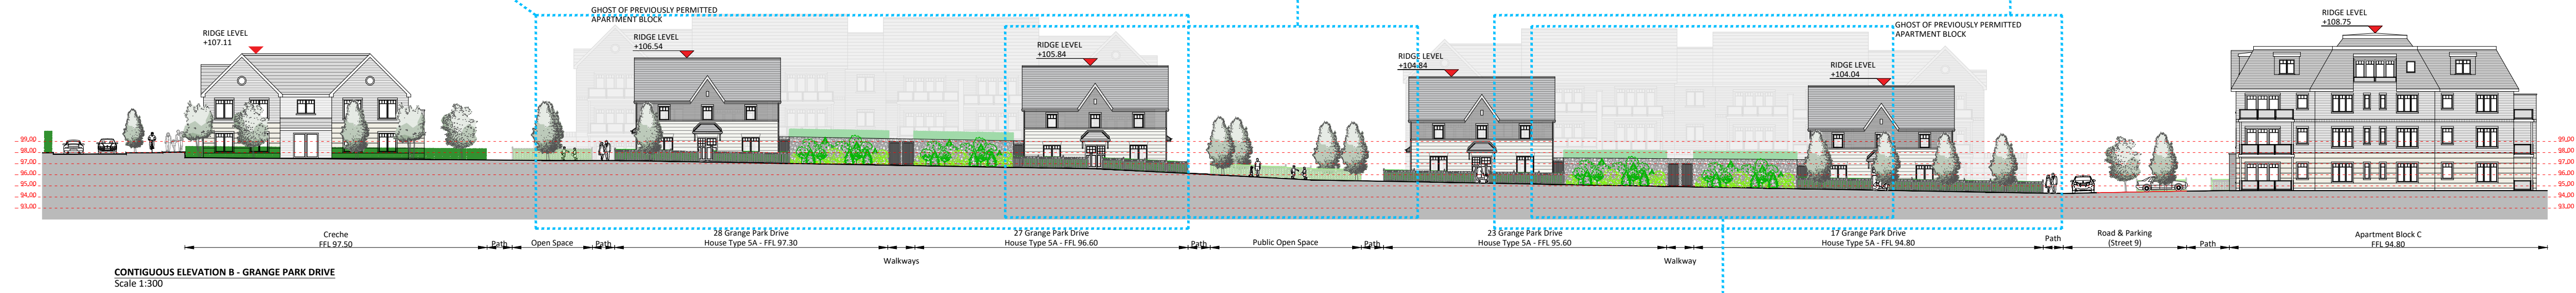 GHOST OF PREVIOUSLY PERMITTED
APARTMENT BLOCK
RIDGE LEVEL
+107.11
RIDGE LEVEL
+106.54
RIDGE LEVEL
+105.84
RIDGE LEVEL
+104.84
RIDGE LEVEL
+104.04
GHOST OF PREVIOUSLY PERMITTED
APARTMENT BLOCK
RIDGE LEVEL
+108.75
99.00
98.00
97.00
96.00
95.00
94.00
93.00
99.00
98.00
97.00
96.00
95.00
94.00
93.00
Creche
FFL 97.50
Path
Open Space
Path
28 Grange Park Drive
House Type 5A - FFL 97.30
Walkways
27 Grange Park Drive
House Type 5A - FFL 96.60
Path
Public Open Space
Path
23 Grange Park Drive
House Type 5A - FFL 95.60
Walkway
17 Grange Park Drive
House Type 5A - FFL 94.80
Path
Road & Parking
(Street 9)
Path
Apartment Block C
FFL 94.80
CONTIGUOUS ELEVATION B - GRANGE PARK DRIVE
Scale 1:300